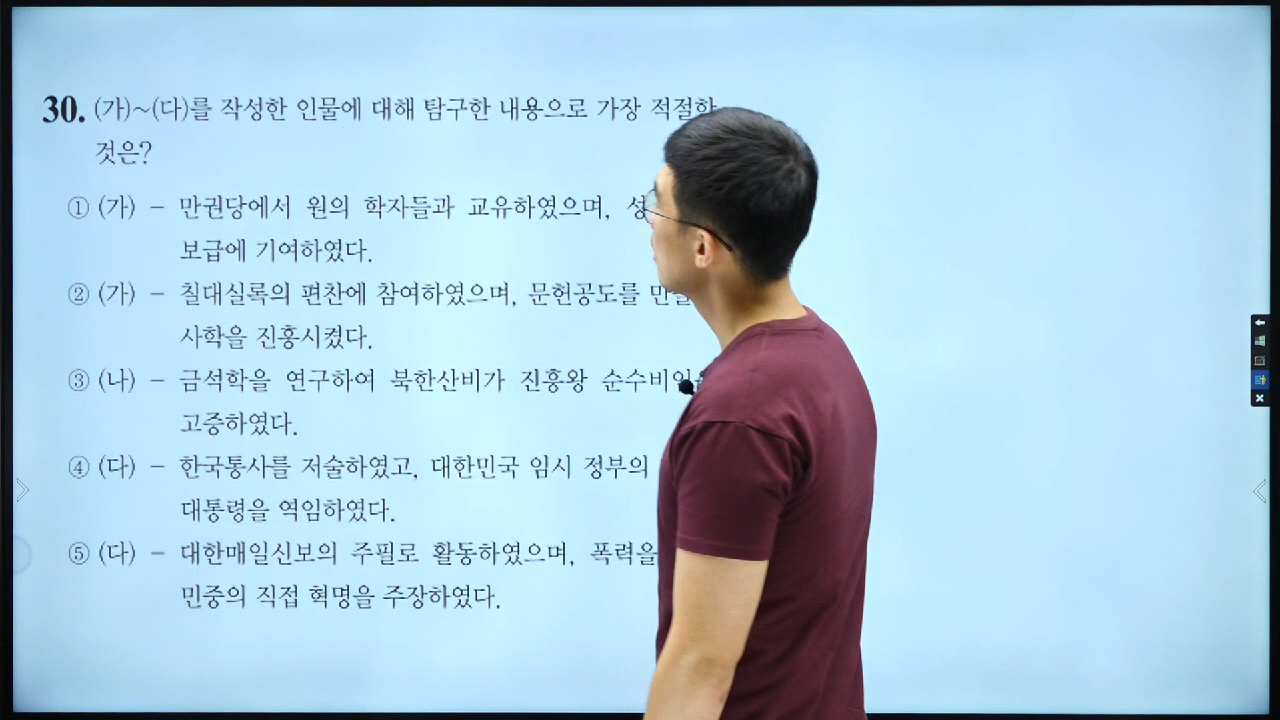 30. (가)~(다)를 작성한 인물에 대해 탐구한 내용으로 가장 적절한
것은?
① (가) - 만권당에서 원의 학자들과 교유하였으며,
보급에 기여하였다.
② (가) - 칠대실록의 편찬에 참여하였으며, 문헌공도를
사학을 진흥시켰다.
③ (나) - 금석학을 연구하여 북한산비가 진흥왕 순수비임을
고증하였다.
④ (다) - 한국통사를 저술하였고, 대한민국 임시 정부의
대통령을 역임하였다.
⑤ (다) - 대한매일신보의 주필로 활동하였으며, 폭력을
민중의 직접 혁명을 주장하였다.